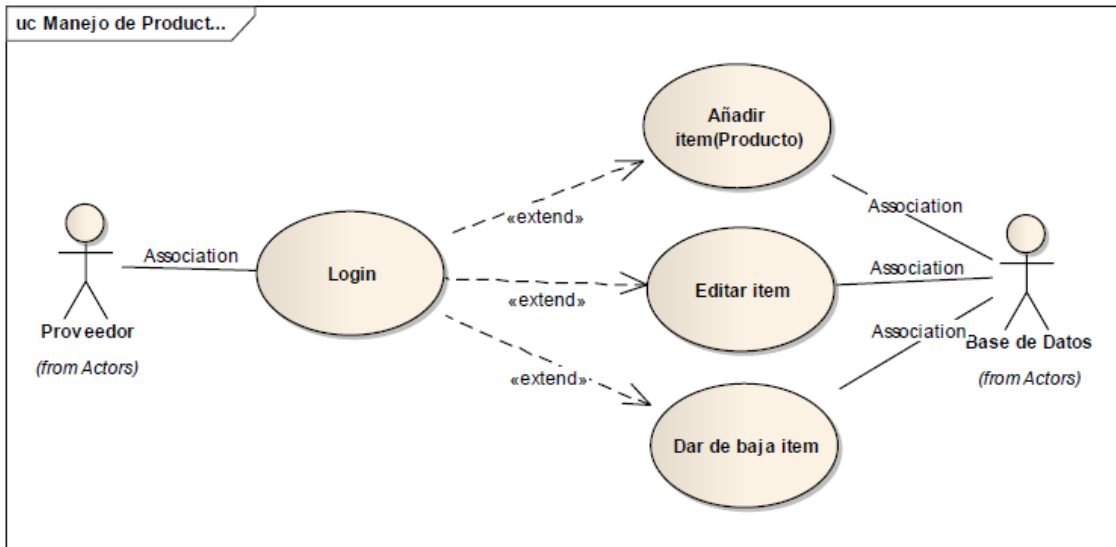 uc Manejo de Product...
Añadir
item(Producto)
Association
«extend»
Association
Login
«extend»
Editar item
Association
Proveedor
(from Actors)
«extend»
Association
Base de Datos
(from Actors)
Dar de baja item